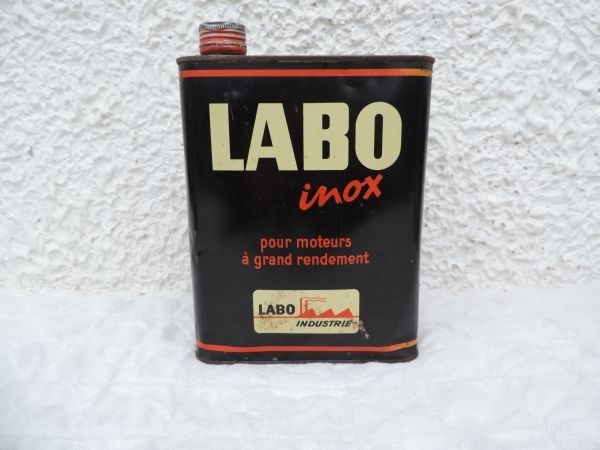 LABO
inox
pour moteurs
à grand rendement
LABO
INDUSTRIE